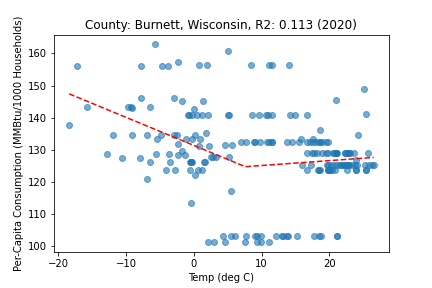 County: Burnett, Wisconsin, R2: 0.113 (2020)
Per-Capita Consumption (MMBtu/1000 Households)
160
150
140
130
120
110
100
−20 −10 0 10 20
Temp (deg C)